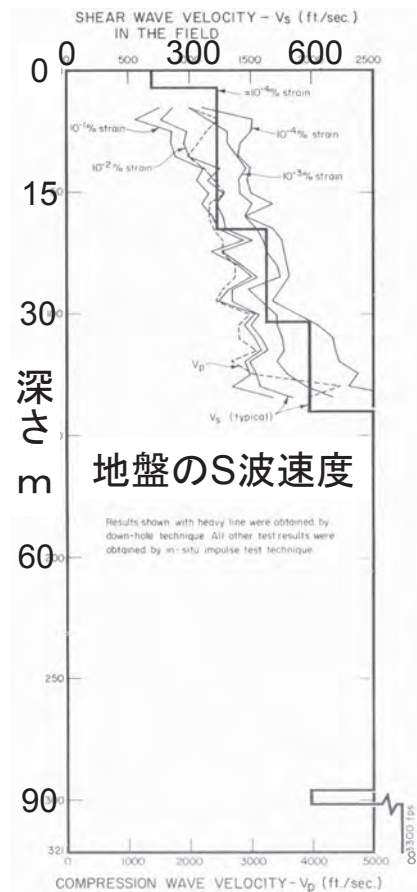 SHEAR WAVE VELOCITY - Vs (ft/sec.)
IN THE FIELD
0 300 600
0 500 1500 2500
0
≈10⁻⁴% strain
10⁻¹% strain
10⁻⁴% strain
10⁻²% strain
10⁻³% strain
15
30
Vp
Vs (typical)
深さ m
地盤のS波速度
Results shown with heavy line were obtained by
down-hole technique. All other test results were
obtained by in-situ impulse test technique.
60
250
90
321
3300 fps
0 1000 2000 3000 4000 5000
COMPRESSION WAVE VELOCITY - Vp (ft/sec.)